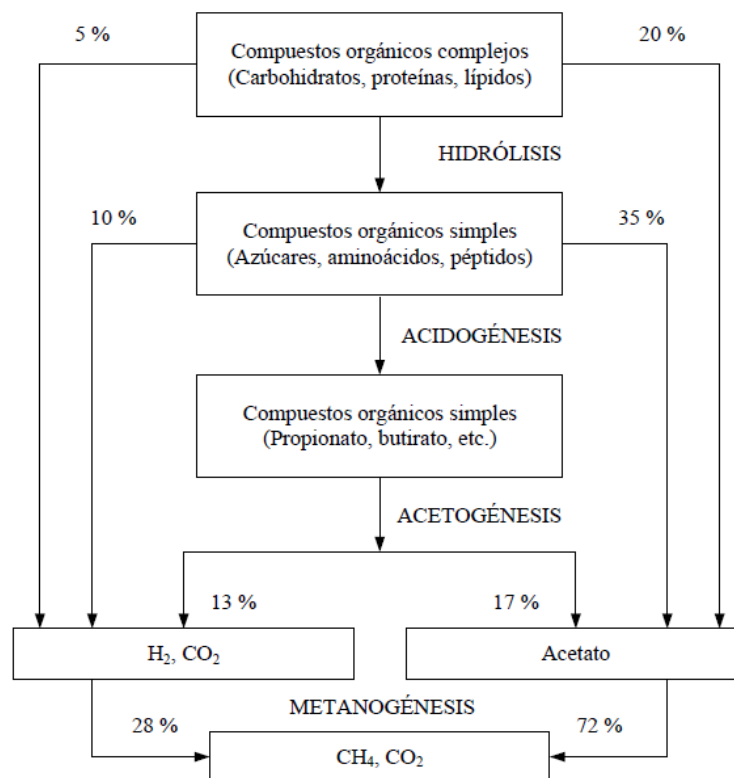 5 %
Compuestos orgánicos complejos
(Carbohidratos, proteínas, lípidos)
20 %
HIDRÓLISIS
10 %
Compuestos orgánicos simples
(Azúcares, aminoácidos, péptidos)
35 %
ACIDOGÉNESIS
Compuestos orgánicos simples
(Propionato, butirato, etc.)
ACETOGÉNESIS
13 %
17 %
H₂, CO₂
Acetato
METANOGÉNESIS
28 %
72 %
CH₄, CO₂